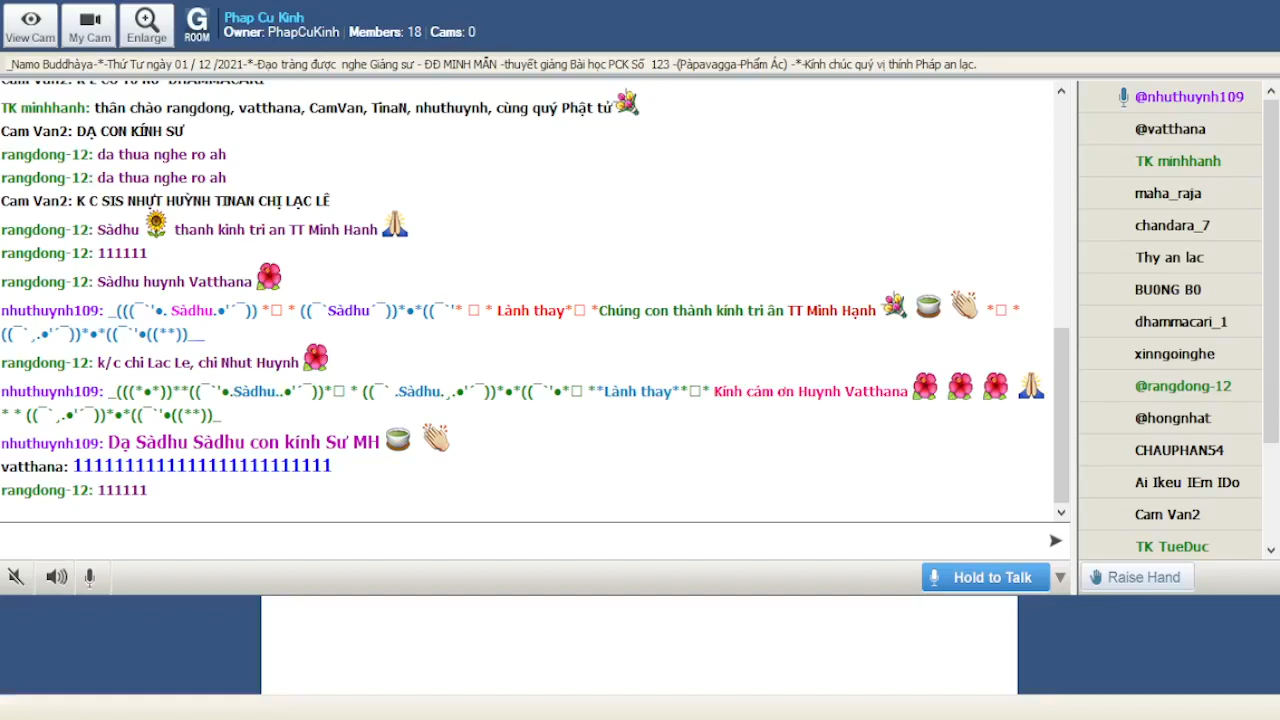 View Cam
My Cam
Enlarge
G
ROOM
Phap Cu Kinh
Owner: PhapCuKinh | Members: 18 | Cams: 0
_Namo Buddhàya-*-Thứ Tư ngày 01 / 12 /2021-*-Đạo tràng được nghe Giảng sư - ĐĐ MINH MẪN -thuyết giảng Bài học PCK Số 123 -(Pàpavagga-Phẩm Ác) -*-Kính chúc quý vị thính Pháp an lạc.
TK minhhanh: thân chào rangdong, vatthana, CamVan, TinaN, nhuthuynh, cùng quý Phật tử
Cam Van2: DẠ CON KÍNH SƯ
rangdong-12: da thua nghe ro ah
rangdong-12: da thua nghe ro ah
Cam Van2: K C SIS NHỰT HUỲNH TINAN CHỊ LẠC LÊ
rangdong-12: Sàdhu thanh kinh tri an TT Minh Hanh
rangdong-12: 111111
rangdong-12: Sàdhu huynh Vatthana
nhuthuynh109: _(((¯`'•. Sàdhu.•'´¯)) *□ * ((¯`Sàdhu´¯))*•*((¯`'* □ * Lành thay*□ *Chúng con thành kính tri ân TT Minh Hạnh *□ *
((¯`¸.•'´¯))*•*((¯`'•((**))__
rangdong-12: k/c chi Lac Le, chi Nhut Huynh
nhuthuynh109: _(((*•*))**((¯`'•.Sàdhu..•'´¯))*□ * ((¯` .Sàdhu.¸.•'´¯))*•*((¯`'•*□ **Lành thay**□* Kính cám ơn Huynh Vatthana
* * ((¯`¸.•'´¯))*•*((¯`'•((**))_
nhuthuynh109: Dạ Sàdhu Sàdhu con kính Sư MH
vatthana: 1111111111111111111111111
rangdong-12: 111111
Hold to Talk
@nhuthuynh109
@vatthana
TK minhhanh
maha_raja
chandara_7
Thy an lac
BU0NG B0
dhammacari_1
xinngoinghe
@rangdong-12
@hongnhat
CHAUPHAN54
Ai Ikeu IEm IDo
Cam Van2
TK TueDuc
Raise Hand